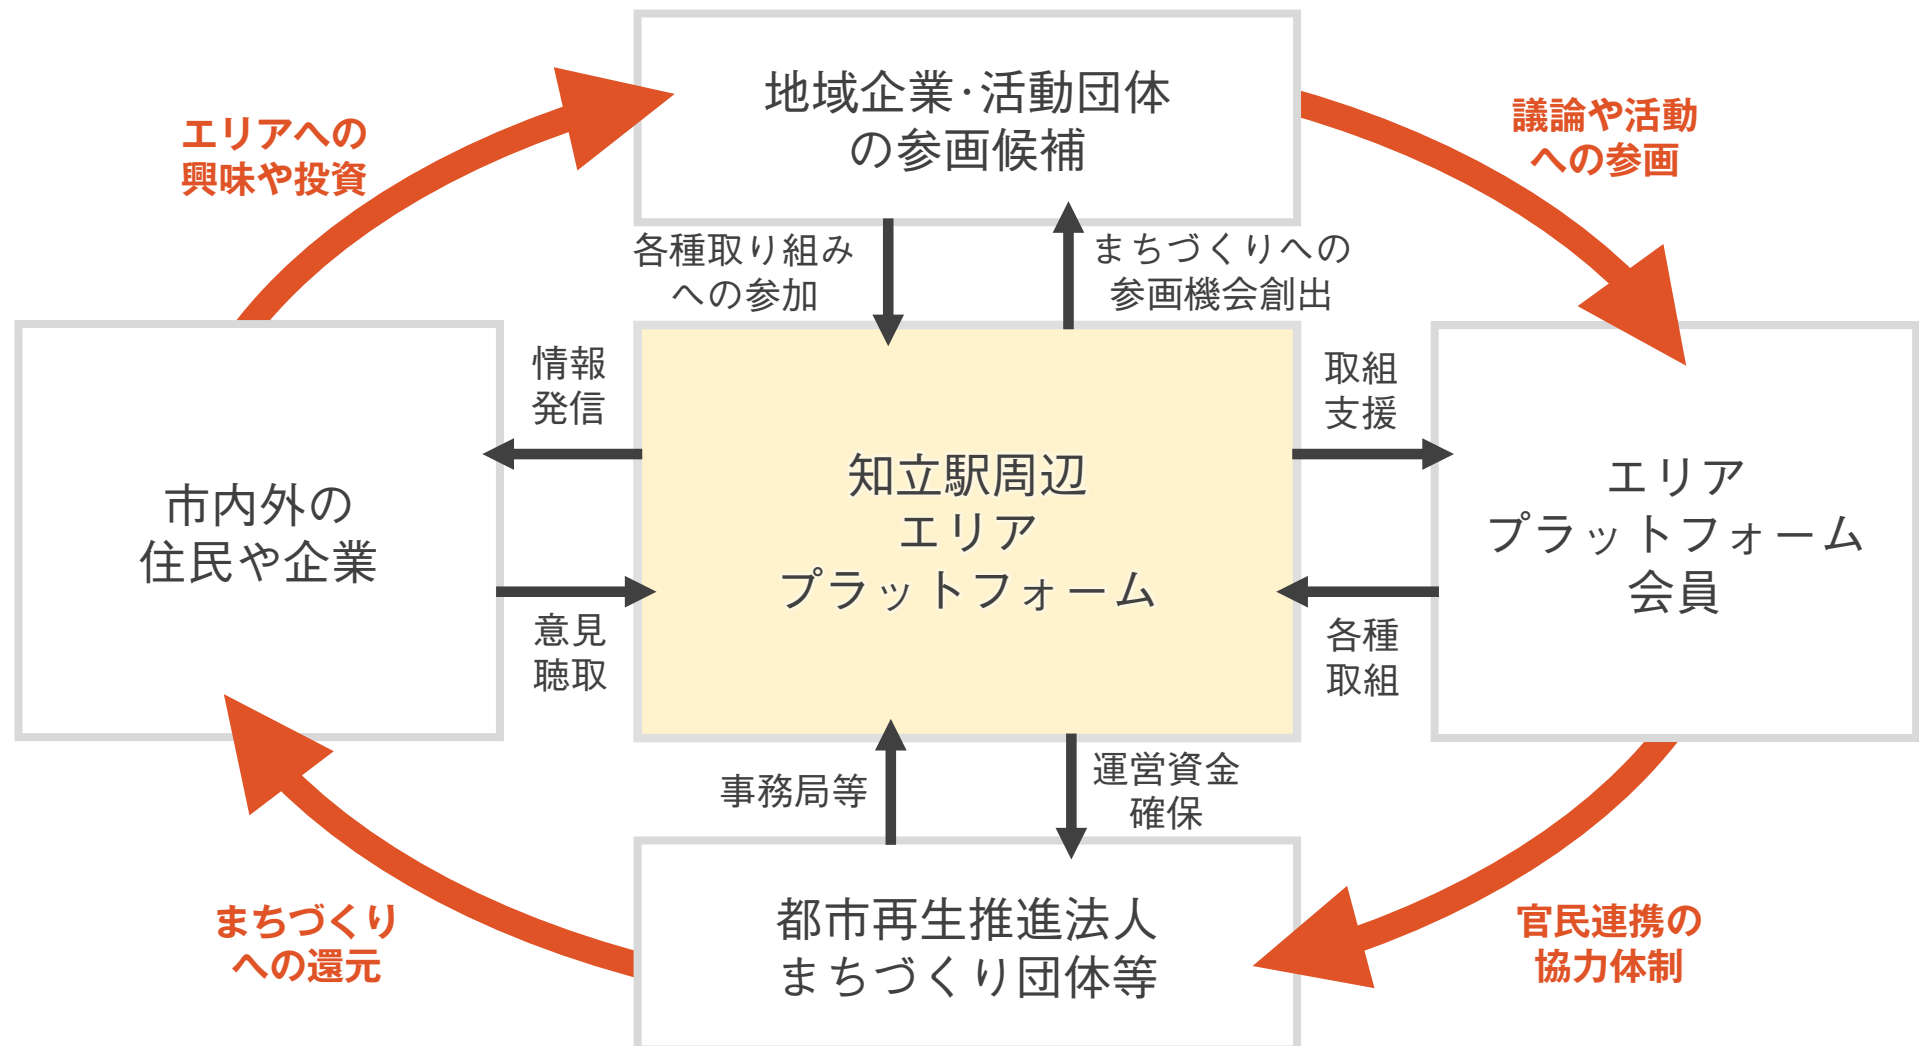 地域企業・活動団体
の参画候補
エリアへの
興味や投資
議論や活動
への参画
各種取り組み
への参加
まちづくりへの
参画機会創出
情報
発信
取組
支援
市内外の
住民や企業
知立駅周辺
エリア
プラットフォーム
エリア
プラットフォーム
会員
意見
聴取
各種
取組
事務局等
運営資金
確保
まちづくり
への還元
都市再生推進法人
まちづくり団体等
官民連携の
協力体制